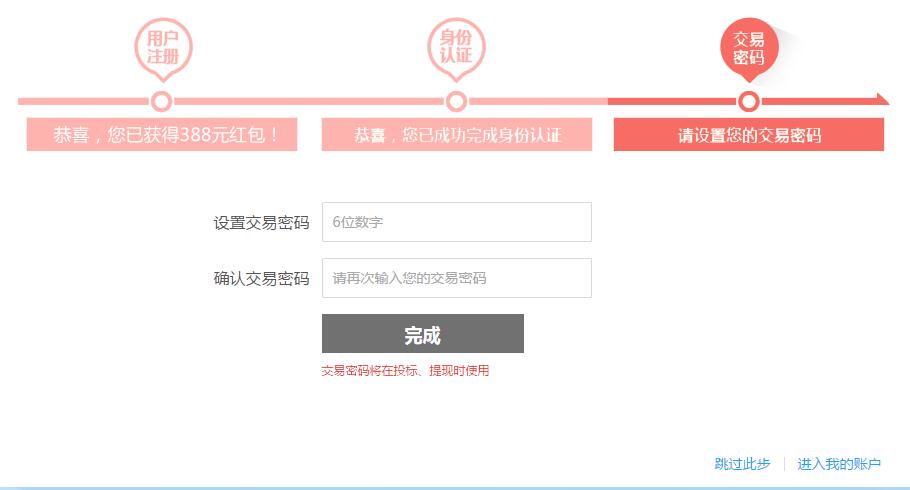 用户
注册
身份
认证
交易
密码
恭喜，您已获得388元红包！
恭喜，您已成功完成身份认证
请设置您的交易密码
设置交易密码
6位数字
确认交易密码
请再次输入您的交易密码
完成
交易密码将在投标、提现时使用
跳过此步
进入我的账户